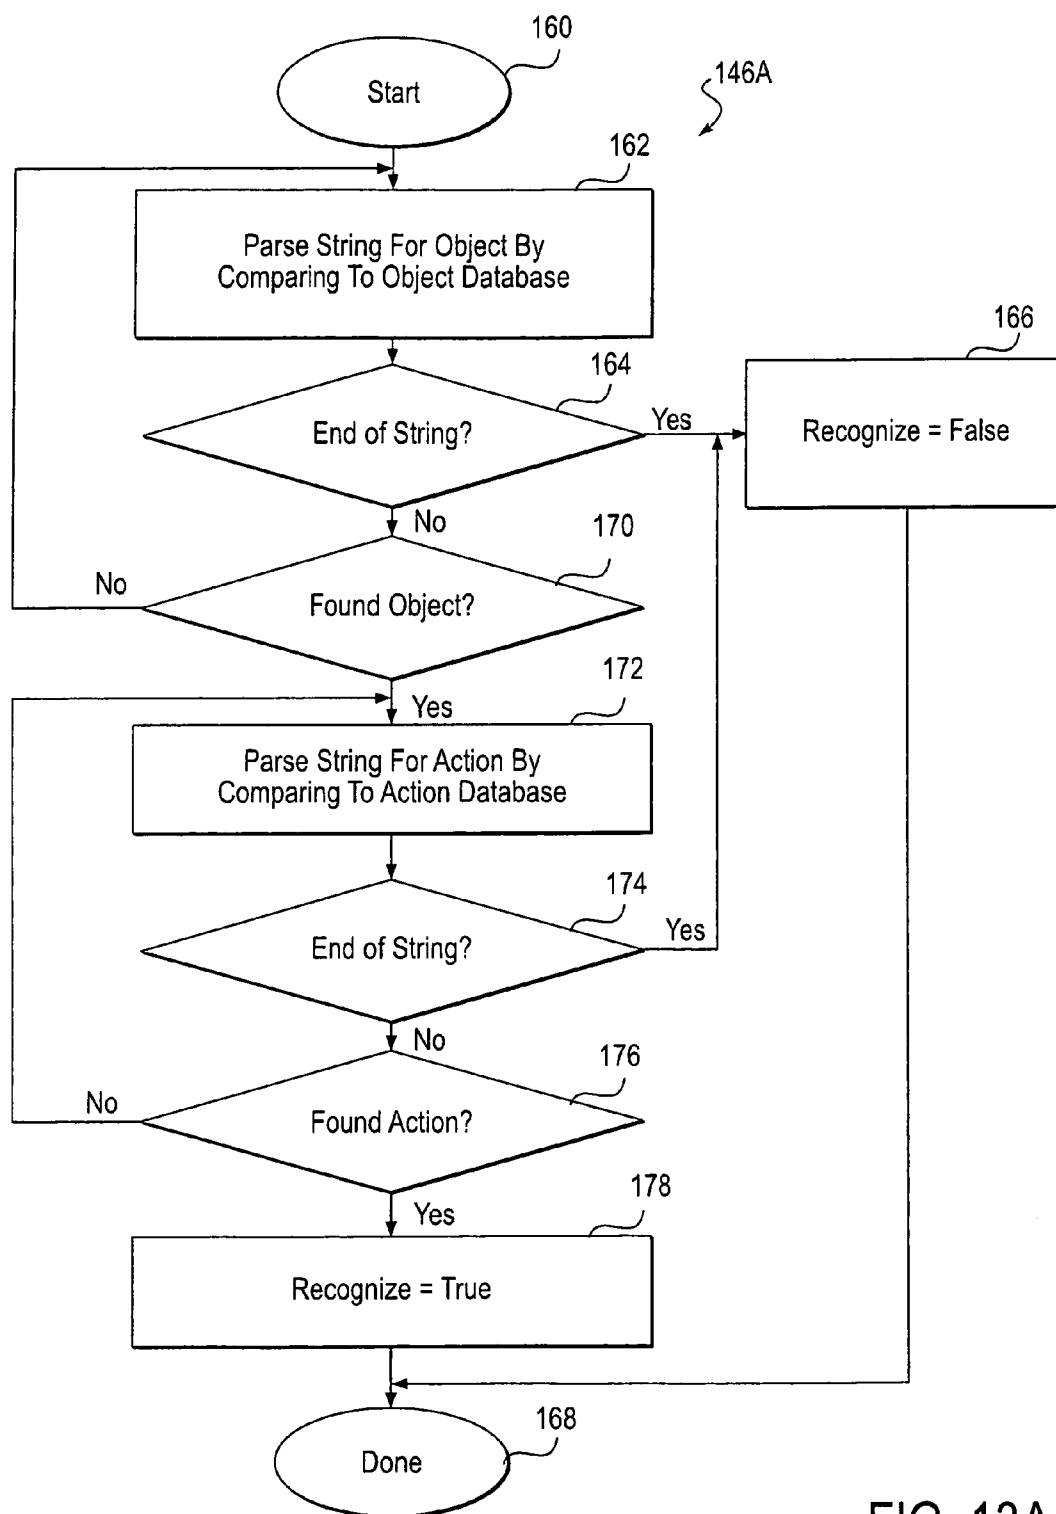 160
Start
146A
162
Parse String For Object By
Comparing To Object Database
166
164
End of String?
Yes
Recognize = False
No
170
No
Found Object?
172
Yes
Parse String For Action By
Comparing To Action Database
174
Yes
End of String?
No
176
No
Found Action?
178
Yes
Recognize = True
168
Done
FIG. 13A